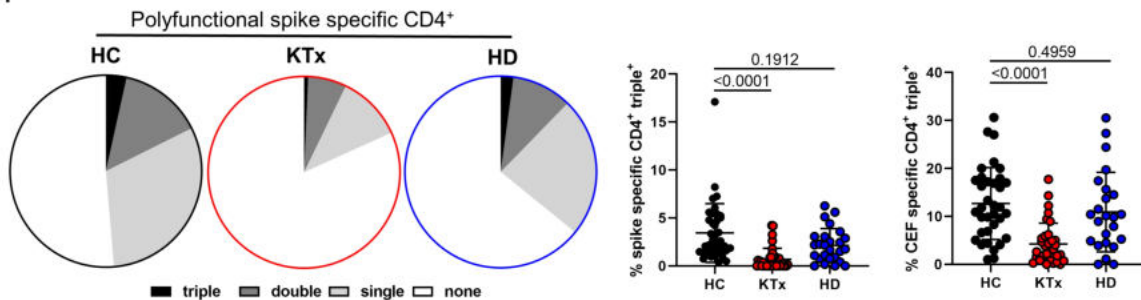 Polyfunctional spike specific CD4⁺
HC
KTx
HD
triple
double
single
none
% spike specific CD4⁺ triple⁺
20
15
10
5
0
0.1912
<0.0001
HC
KTx
HD
% CEF specific CD4⁺ triple⁺
40
30
20
10
0
0.4959
<0.0001
HC
KTx
HD